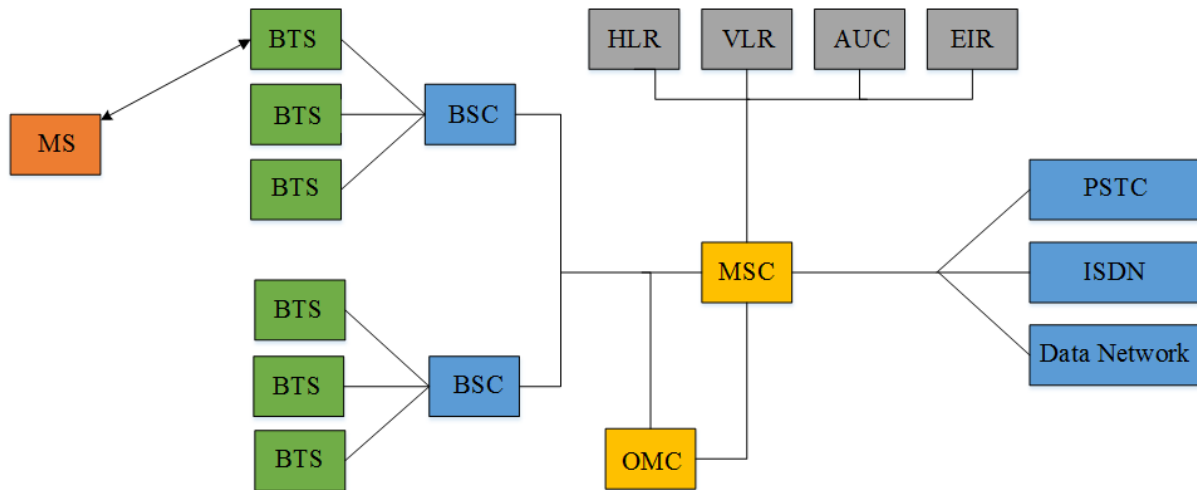 BTS
HLR
VLR
AUC
EIR
BTS
BSC
MS
BTS
PSTC
MSC
ISDN
BTS
Data Network
BTS
BSC
BTS
OMC